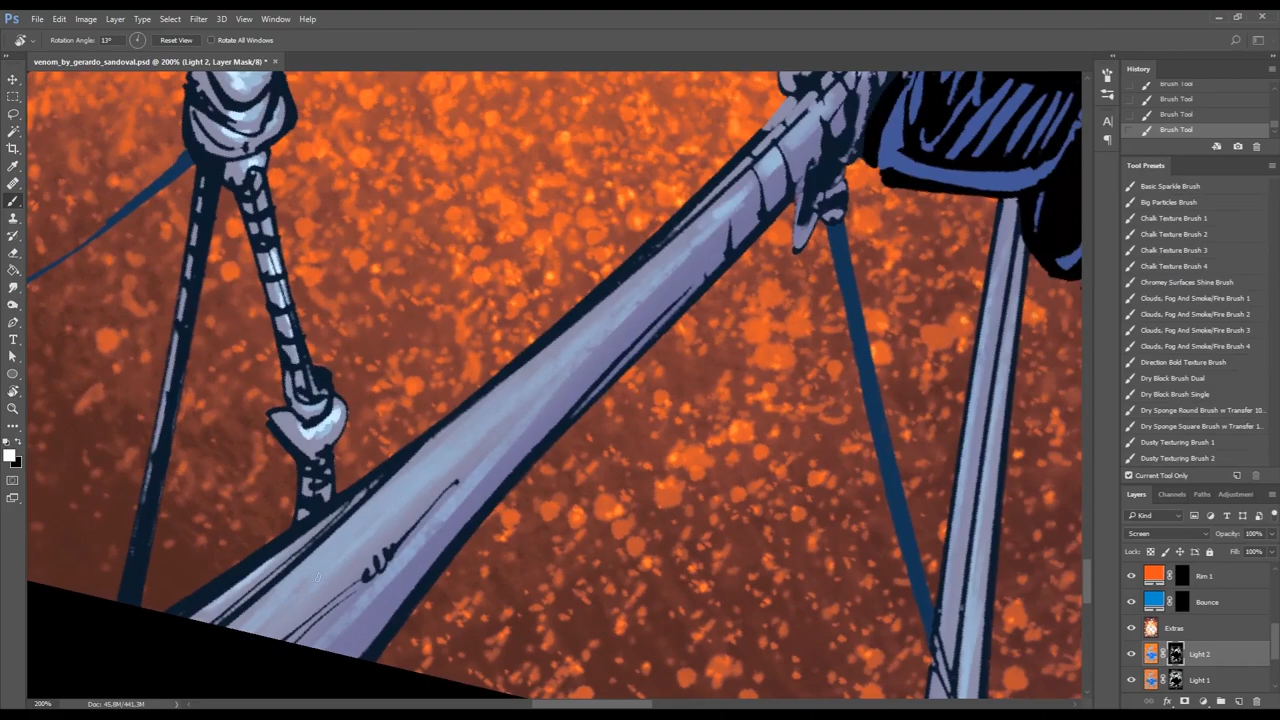 Ps File Edit Image Layer Type Select Filter 3D View Window Help
Rotation Angle: 13° Reset View Rotate All Windows
venom_by_gerardo_sandoval.psd @ 200% (Light 2, Layer Mask/8) * ×
History
Brush Tool
Brush Tool
Brush Tool
Brush Tool
Tool Presets
Basic Sparkle Brush
Big Particles Brush
Chalk Texture Brush 1
Chalk Texture Brush 2
Chalk Texture Brush 3
Chalk Texture Brush 4
Chromey Surfaces Shine Brush
Clouds, Fog And Smoke/Fire Brush 1
Clouds, Fog And Smoke/Fire Brush 2
Clouds, Fog And Smoke/Fire Brush 3
Clouds, Fog And Smoke/Fire Brush 4
Direction Bold Texture Brush
Dry Block Brush Dual
Dry Block Brush Single
Dry Sponge Round Brush w Transfer 10...
Dry Sponge Square Brush w Transfer 1...
Dusty Texturing Brush 1
Dusty Texturing Brush 2
Current Tool Only
Layers Channels Paths Adjustmen
Kind
Screen Opacity: 100%
Lock: Fill: 100%
Rim 1
Bounce
Extras
Light 2
Light 1
200% Doc: 45,8M/441,3M